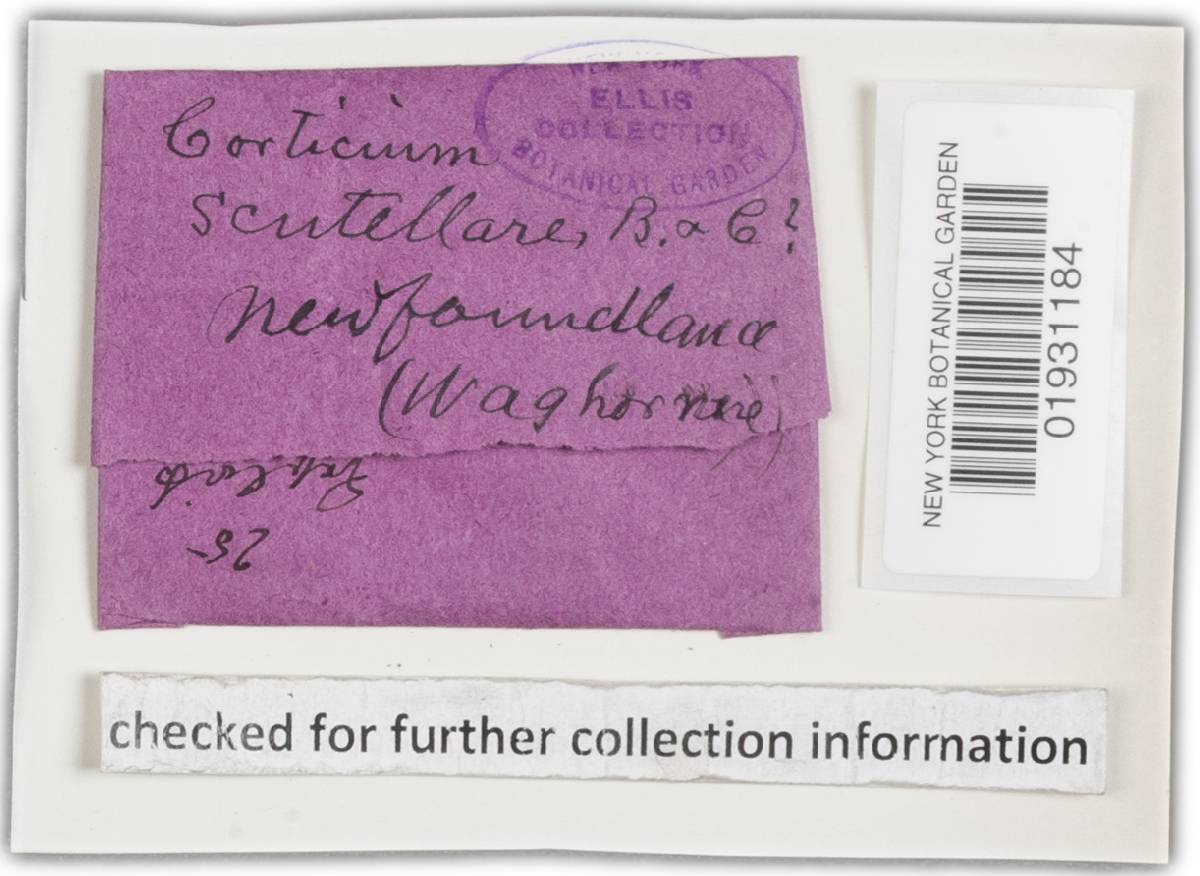 Corticium
scutellare, B. & C?
Newfoundland
(Waghorne)
25
NEW YORK
ELLIS
COLLECTION
BOTANICAL GARDEN
NEW YORK BOTANICAL GARDEN
01931184
checked for further collection information